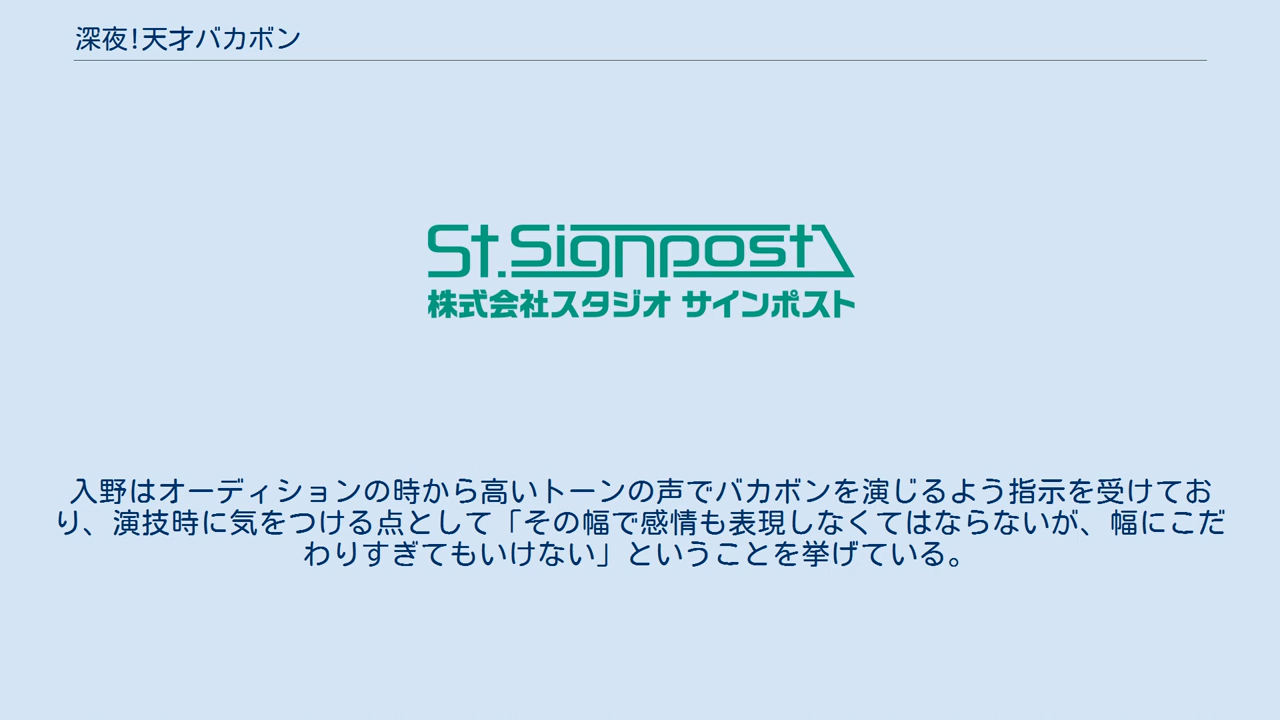 深夜!天才バカボン
St.Signpost
株式会社スタジオ サインポスト
入野はオーディションの時から高いトーンの声でバカボンを演じるよう指示を受けてお
り、演技時に気をつける点として「その幅で感情も表現しなくてはならないが、幅にこだ
わりすぎてもいけない」ということを挙げている。